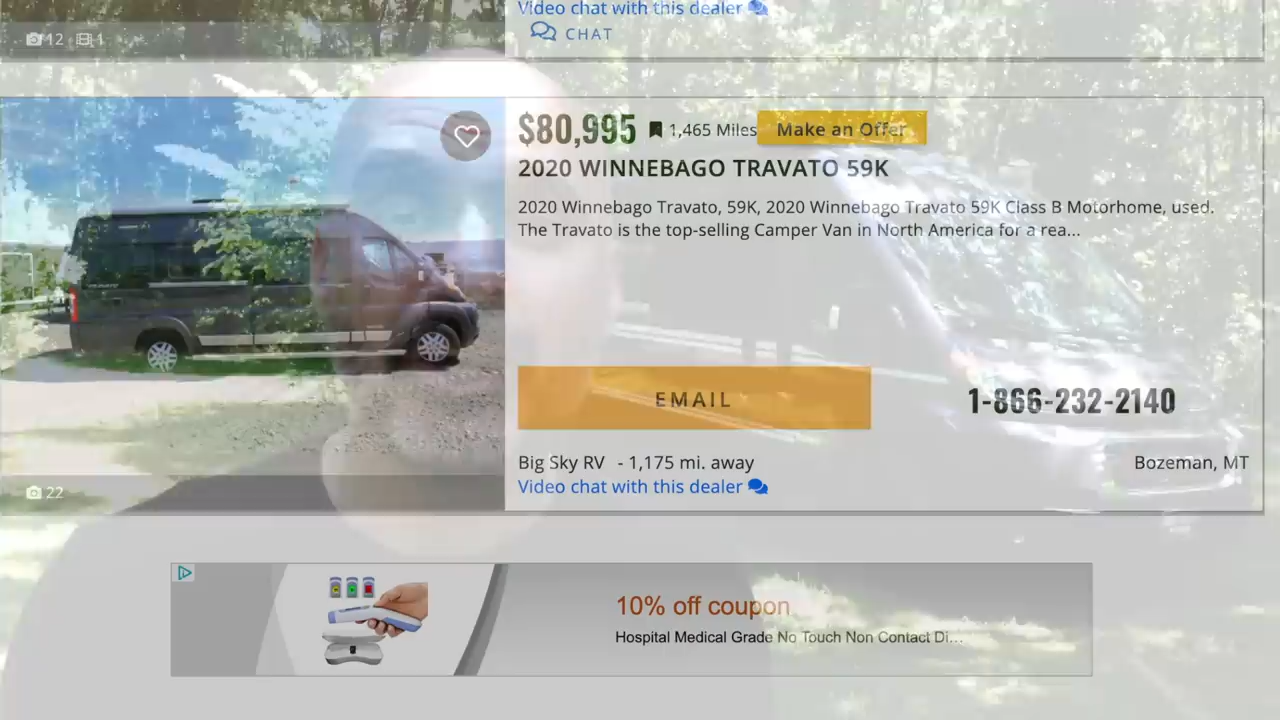 Video chat with this dealer
12 1
CHAT
$80,995 1,465 Miles Make an Offer
2020 WINNEBAGO TRAVATO 59K
2020 Winnebago Travato, 59K, 2020 Winnebago Travato 59K Class B Motorhome, used.
The Travato is the top-selling Camper Van in North America for a rea...
EMAIL 1-866-232-2140
Big Sky RV - 1,175 mi. away Bozeman, MT
Video chat with this dealer
22
10% off coupon
Hospital Medical Grade No Touch Non Contact Di...